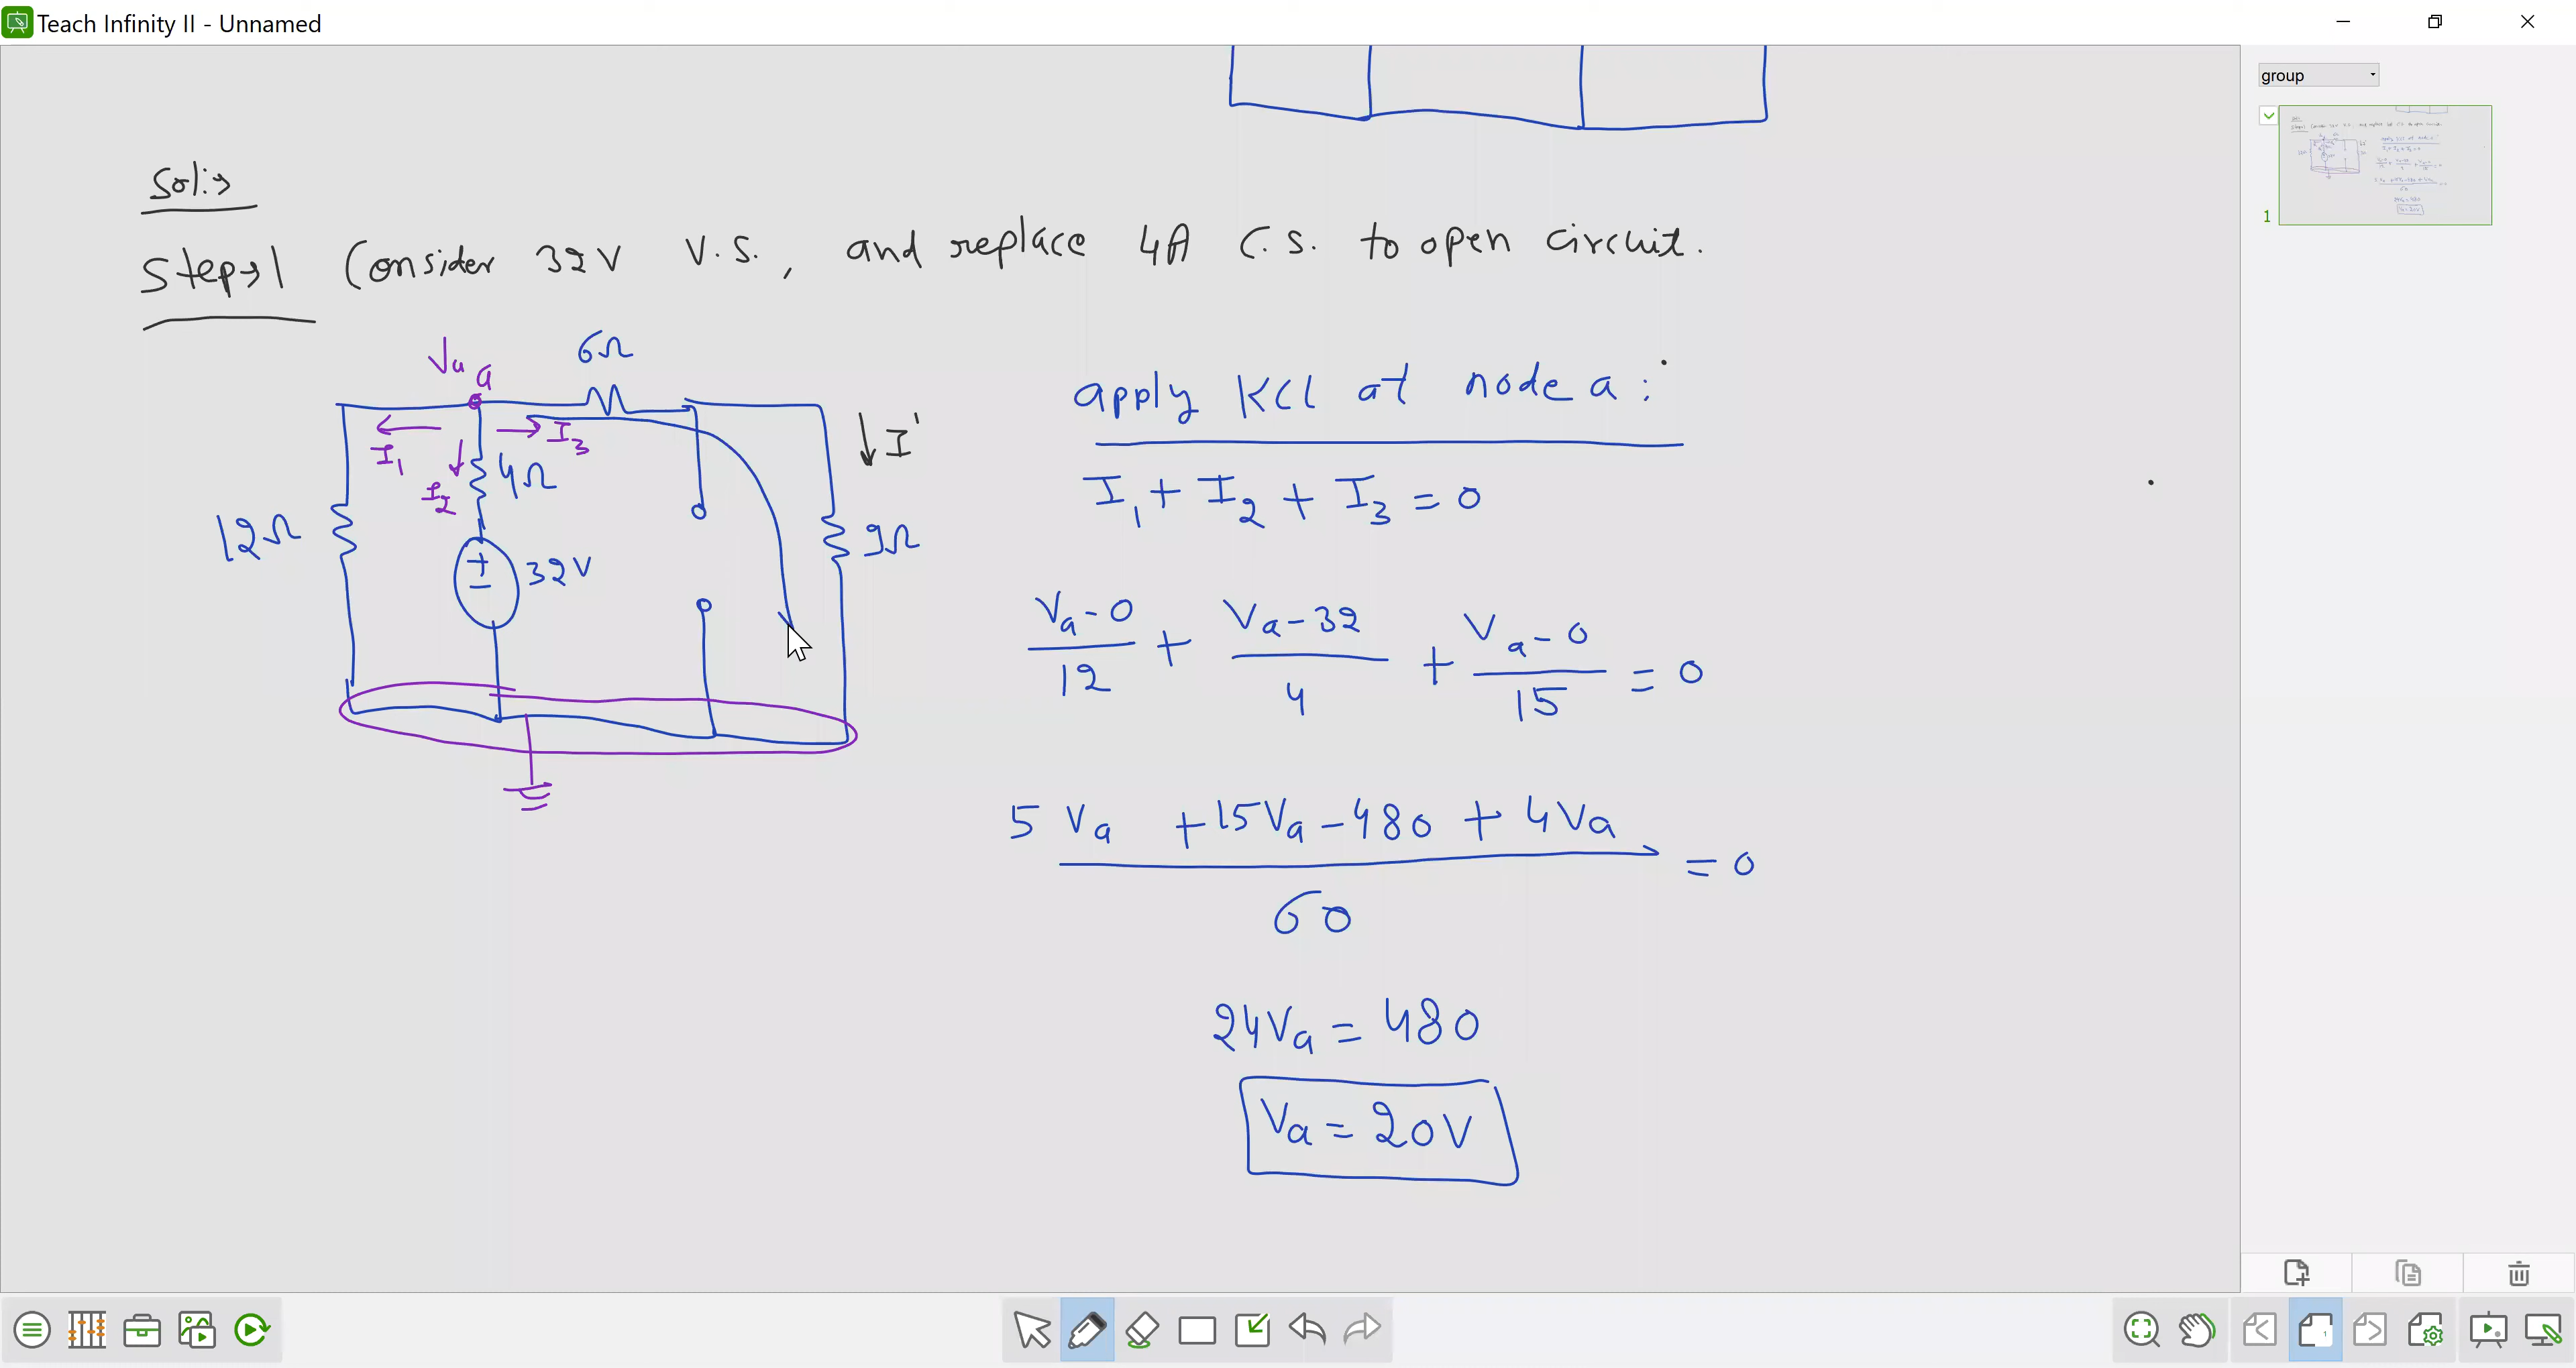 Teach Infinity II - Unnamed
group
Sol:→
Step→1 Consider 32V V.S., and replace 4A C.S. to open circuit.
Va a 6Ω
I₁ I₃ ↓I'
I₂ 4Ω
12Ω 32V 9Ω
+
−
apply KCL at node a:
I₁ + I₂ + I₃ = 0
Va - 0 / 12 + Va - 32 / 4 + Va - 0 / 15 = 0
5 Va + 15Va - 480 + 4Va / 60 = 0
24Va = 480
Va = 20V
1
1